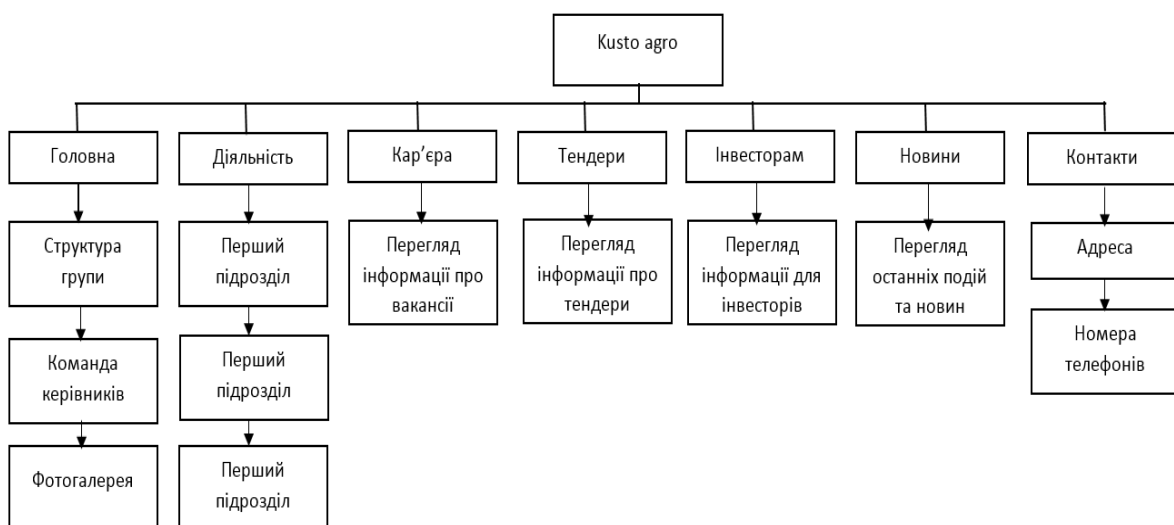 Kusto agro
Головна
Діяльність
Кар’єра
Тендери
Інвесторам
Новини
Контакти
Структура
групи
Перший
підрозділ
Перегляд
інформації про
вакансії
Перегляд
інформації про
тендери
Перегляд
інформації для
інвесторів
Перегляд
останніх подій
та новин
Адреса
Команда
керівників
Перший
підрозділ
Номера
телефонів
Фотогалерея
Перший
підрозділ